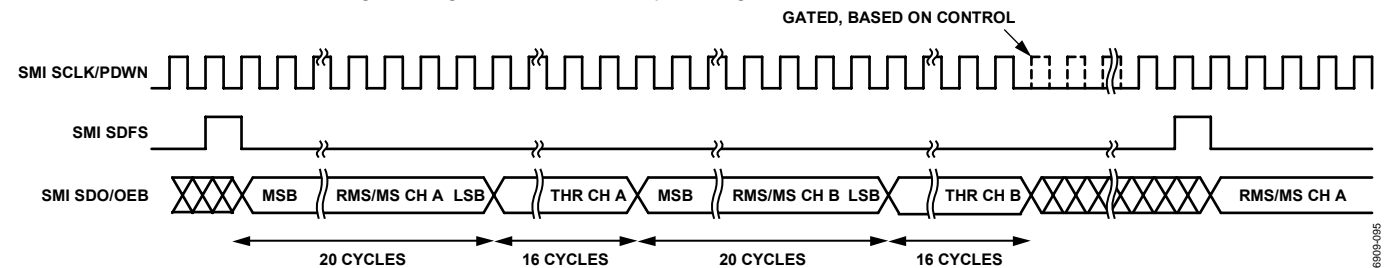 GATED, BASED ON CONTROL
SMI SCLK/PDWN
SMI SDFS
SMI SDO/OEB MSB RMS/MS CH A LSB THR CH A MSB RMS/MS CH B LSB THR CH B RMS/MS CH A
20 CYCLES 16 CYCLES 20 CYCLES 16 CYCLES
6909-095